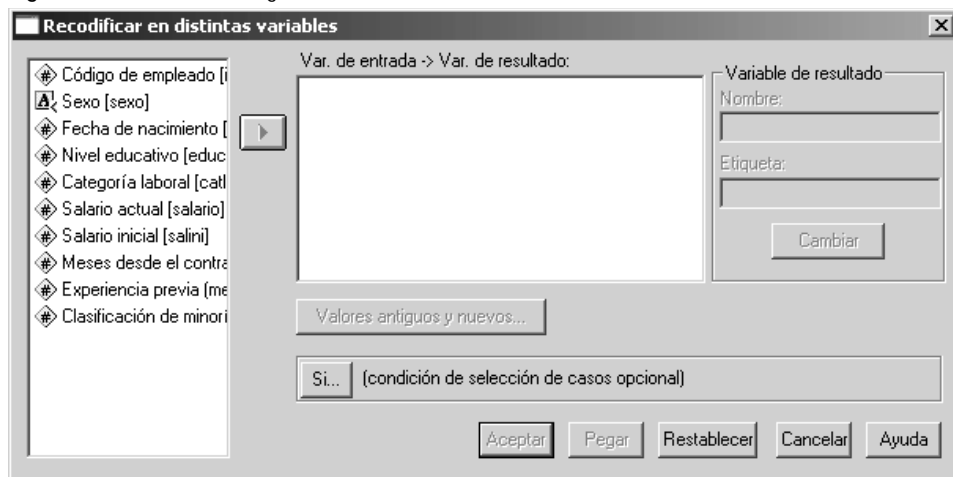 Recodificar en distintas variables
Código de empleado [i
Sexo [sexo]
Fecha de nacimiento [
Nivel educativo [educ
Categoría laboral [catl
Salario actual [salario]
Salario inicial [salini]
Meses desde el contra
Experiencia previa (me
Clasificación de minori
Var. de entrada -> Var. de resultado:
Variable de resultado
Nombre:
Etiqueta:
Cambiar
Valores antiguos y nuevos...
Si... (condición de selección de casos opcional)
Aceptar Pegar Restablecer Cancelar Ayuda